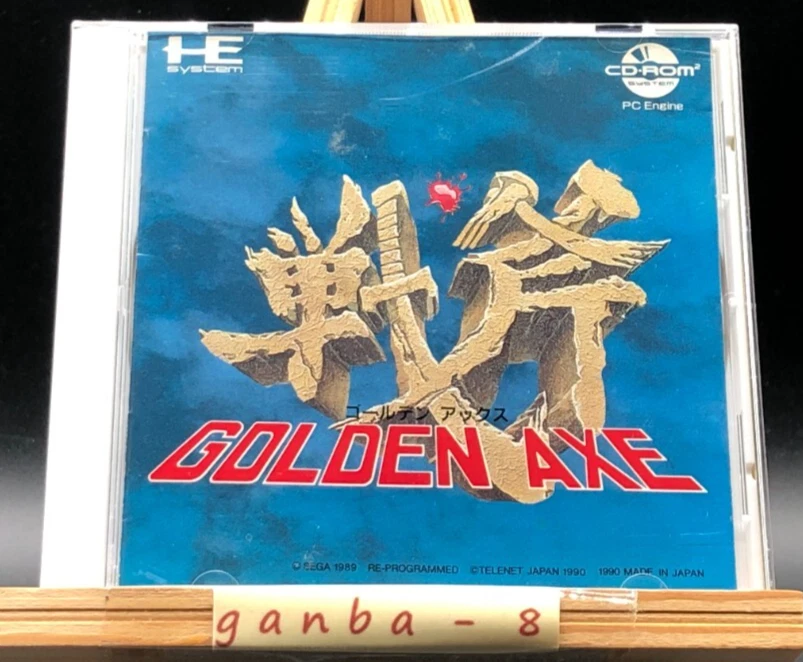 HE
system
CD-ROM²
SYSTEM
PC Engine
戦斧
ゴールデン アックス
GOLDEN AXE
©SEGA 1989 RE-PROGRAMMED ©TELENET JAPAN 1990 1990 MADE IN JAPAN
ganba - 8